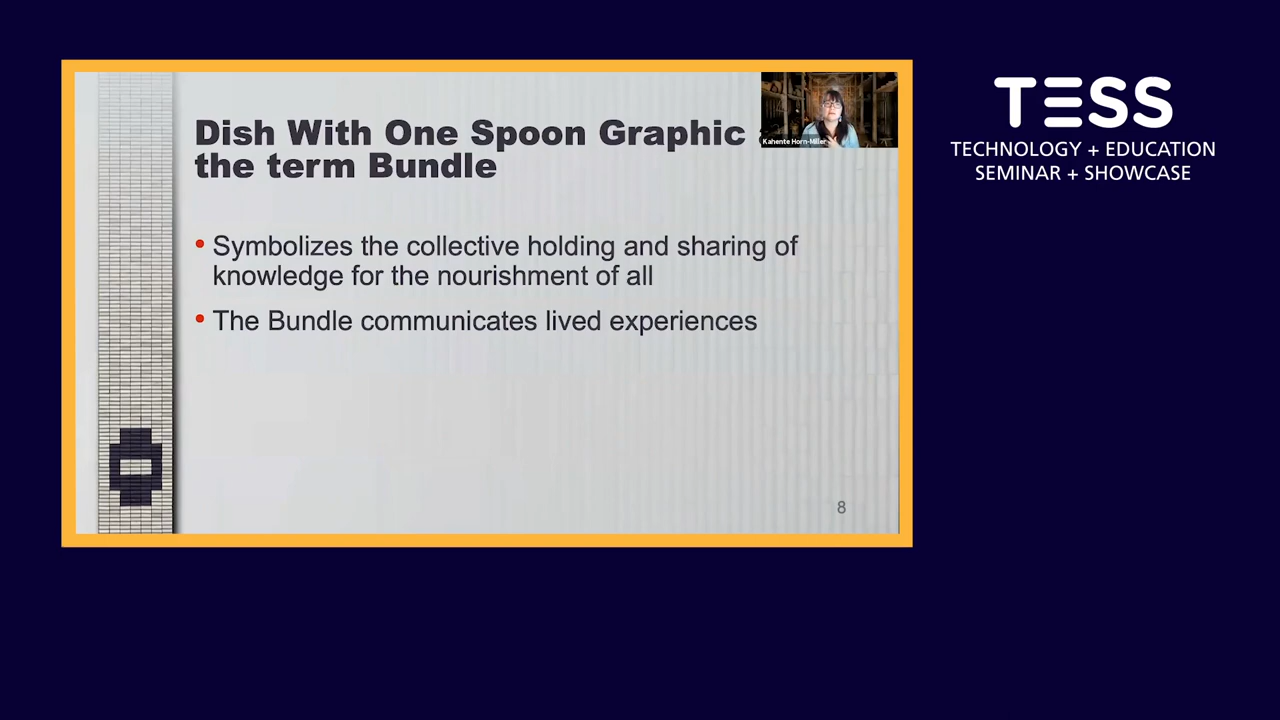 Dish With One Spoon Graphic
the term Bundle
Kahente Horn-Miller
• Symbolizes the collective holding and sharing of
knowledge for the nourishment of all
• The Bundle communicates lived experiences
8
TESS
TECHNOLOGY + EDUCATION
SEMINAR + SHOWCASE